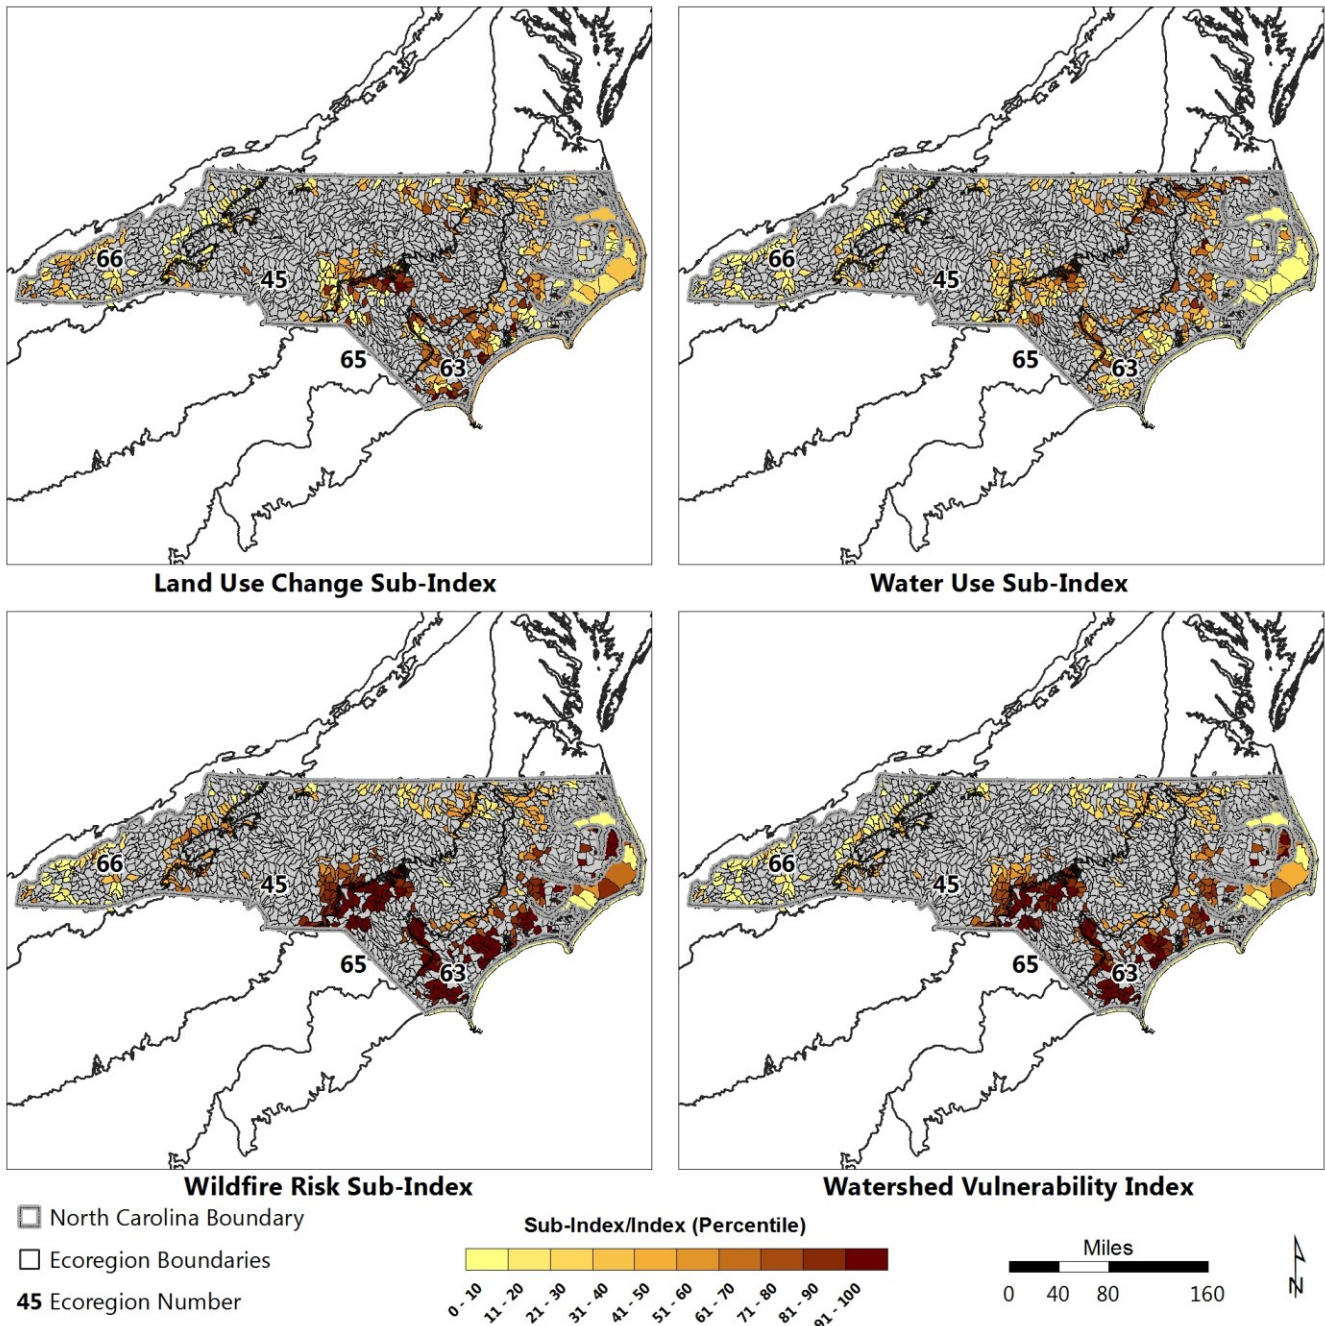 66
45
65
63
Land Use Change Sub-Index
66
45
65
63
Water Use Sub-Index
66
45
65
63
Wildfire Risk Sub-Index
66
45
65
63
Watershed Vulnerability Index
North Carolina Boundary
Ecoregion Boundaries
45 Ecoregion Number
Sub-Index/Index (Percentile)
0 - 10 11 - 20 21 - 30 31 - 40 41 - 50 51 - 60 61 - 70 71 - 80 81 - 90 91 - 100
Miles
0 40 80 160
N